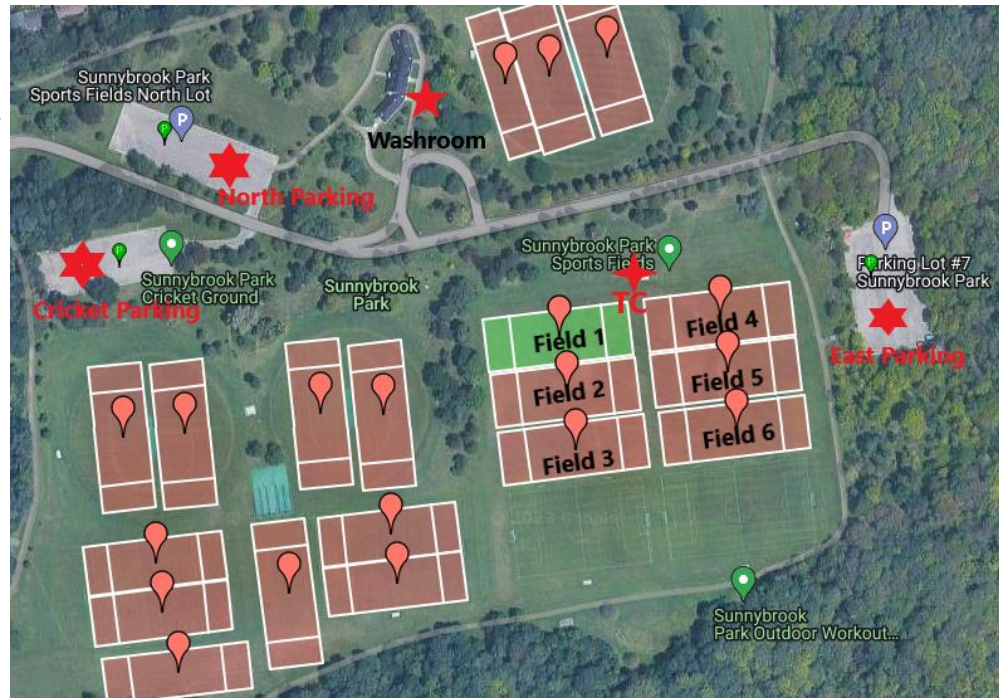 Sunnybrook Park
Sports Fields North Lot
P
P
Washroom
North Parking
P
Sunnybrook Park
Cricket Ground
Cricket Parking
Sunnybrook
Park
Sunnybrook Park
Sports Fields
TC
P
P
Parking Lot #7
Sunnybrook Park
East Parking
Field 1
Field 4
Field 2
Field 5
Field 3
Field 6
Sunnybrook
Park Outdoor Workout...